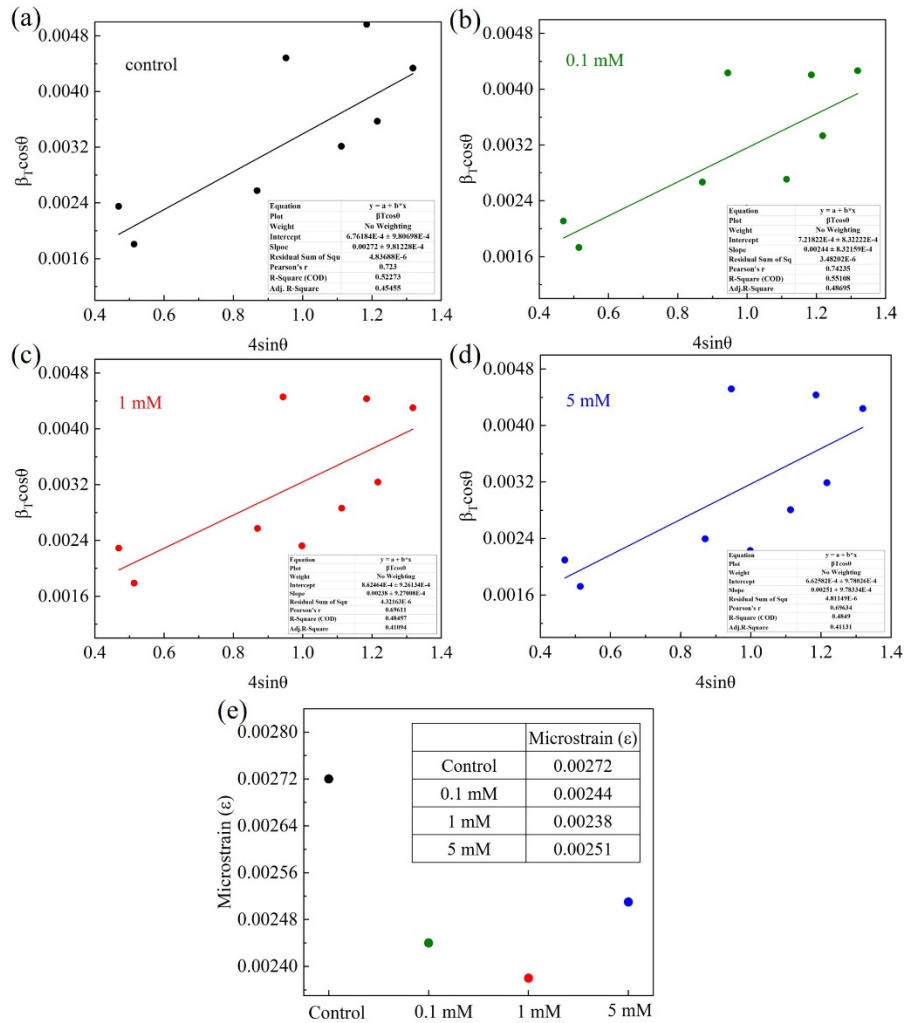 (a)
control
β_Tcosθ
0.0048
0.0040
0.0032
0.0024
0.0016
Equation y = a + b*x
Plot βTcosθ
Weight No Weighting
Intercept 6.76184E-4 ± 9.80698E-4
Slpoe 0.00272 ± 9.81228E-4
Residual Sum of Squ 4.83688E-6
Pearson's r 0.723
R-Square (COD) 0.52273
Adj. R-Square 0.45455
0.4 0.6 0.8 1.0 1.2 1.4
4sinθ
(b)
0.1 mM
β_Tcosθ
0.0048
0.0040
0.0032
0.0024
0.0016
Equation y = a + b*x
Plot βTcosθ
Weight No Weighting
Intercept 7.21822E-4 ± 8.32222E-4
Slope 0.00244 ± 8.32159E-4
Residual Sum of Sq 3.48202E-6
Pearson's r 0.74235
R-Square (COD) 0.55108
Adj. R-Square 0.48695
0.4 0.6 0.8 1.0 1.2 1.4
4sinθ
(c)
1 mM
β_Tcosθ
0.0048
0.0040
0.0032
0.0024
0.0016
Equation y = a + b*x
Plot βTcosθ
Weight No Weighting
Intercept 8.62464E-4 ± 9.26134E-4
Slope 0.00238 ± 9.27008E-4
Residual Sum of Squ 4.32163E-6
Pearson's r 0.69611
R-Square (COD) 0.48457
Adj.R-Square 0.41094
0.4 0.6 0.8 1.0 1.2 1.4
4sinθ
(d)
5 mM
β_Tcosθ
0.0048
0.0040
0.0032
0.0024
0.0016
Equation y = a + b*x
Plot βTcosθ
Weight No Weighting
Intercept 6.62582E-4 ± 9.78026E-4
Slope 0.00251 ± 9.78334E-4
Residual Sum of Squ 4.81149E-6
Pearson's r 0.69634
R-Square (COD) 0.4849
Adj.R-Square 0.41131
0.4 0.6 0.8 1.0 1.2 1.4
4sinθ
(e)
Microstrain (ε)
0.00280
0.00272
0.00264
0.00256
0.00248
0.00240
Microstrain (ε)
Control 0.00272
0.1 mM 0.00244
1 mM 0.00238
5 mM 0.00251
Control 0.1 mM 1 mM 5 mM